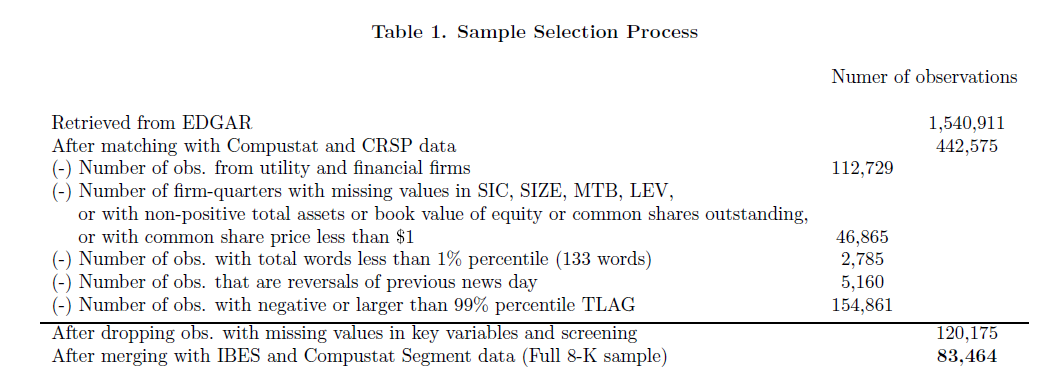 Table 1. Sample Selection Process
Numer of observations
Retrieved from EDGAR 1,540,911
After matching with Compustat and CRSP data 442,575
(-) Number of obs. from utility and financial firms 112,729
(-) Number of firm-quarters with missing values in SIC, SIZE, MTB, LEV,
or with non-positive total assets or book value of equity or common shares outstanding,
or with common share price less than $1 46,865
(-) Number of obs. with total words less than 1% percentile (133 words) 2,785
(-) Number of obs. that are reversals of previous news day 5,160
(-) Number of obs. with negative or larger than 99% percentile TLAG 154,861
After dropping obs. with missing values in key variables and screening 120,175
After merging with IBES and Compustat Segment data (Full 8-K sample) 83,464